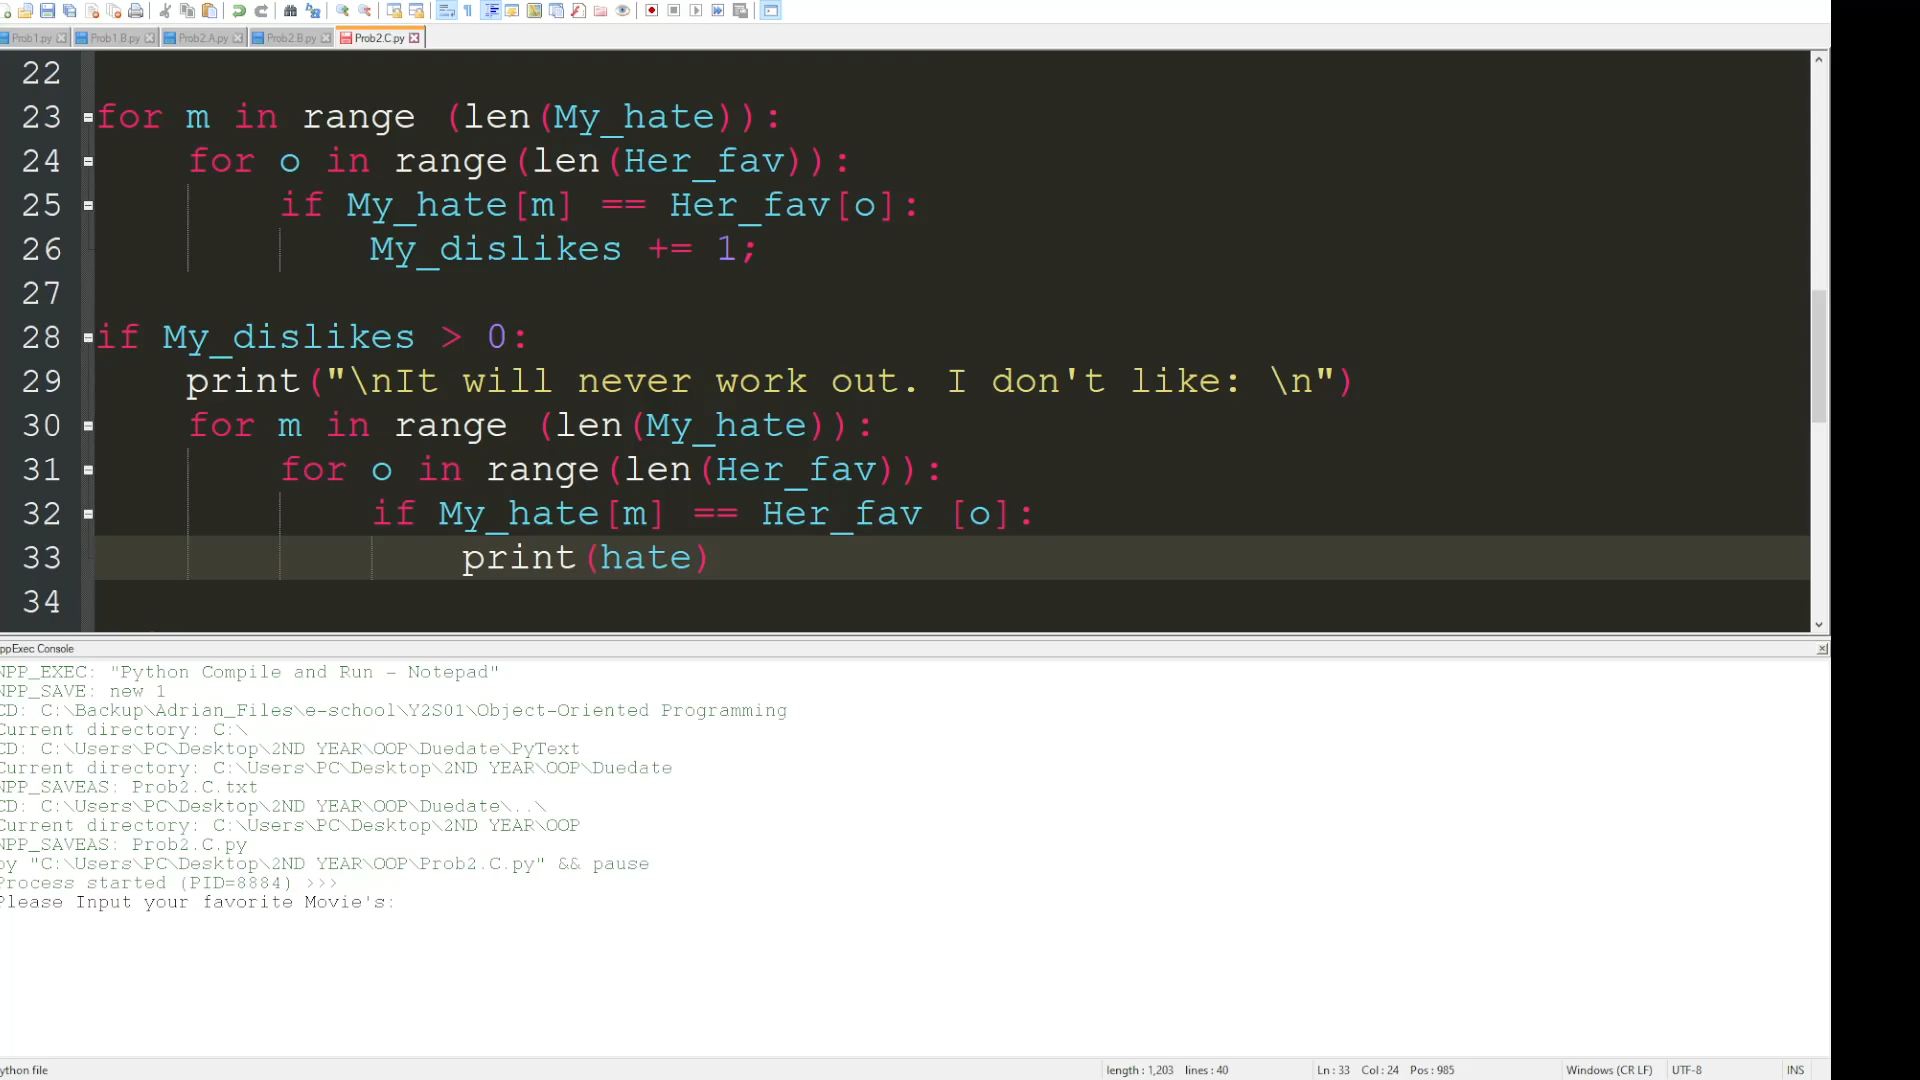 Prob1.py Prob1.B.py Prob2.A.py Prob2.B.py Prob2.C.py
22
23 for m in range (len(My_hate)):
24 for o in range(len(Her_fav)):
25 if My_hate[m] == Her_fav[o]:
26 My_dislikes += 1;
27
28 if My_dislikes > 0:
29 print("\nIt will never work out. I don't like: \n")
30 for m in range (len(My_hate)):
31 for o in range(len(Her_fav)):
32 if My_hate[m] == Her_fav [o]:
33 print(hate)
34
ppExec Console
NPP_EXEC: "Python Compile and Run - Notepad"
NPP_SAVE: new 1
CD: C:\Backup\Adrian_Files\e-school\Y2S01\Object-Oriented Programming
Current directory: C:\
CD: C:\Users\PC\Desktop\2ND YEAR\OOP\Duedate\PyText
Current directory: C:\Users\PC\Desktop\2ND YEAR\OOP\Duedate
NPP_SAVEAS: Prob2.C.txt
CD: C:\Users\PC\Desktop\2ND YEAR\OOP\Duedate\..\
Current directory: C:\Users\PC\Desktop\2ND YEAR\OOP
NPP_SAVEAS: Prob2.C.py
py "C:\Users\PC\Desktop\2ND YEAR\OOP\Prob2.C.py" && pause
Process started (PID=8884) >>>
Please Input your favorite Movie's:
ython file length : 1,203 lines : 40 Ln : 33 Col : 24 Pos : 985 Windows (CR LF) UTF-8 INS